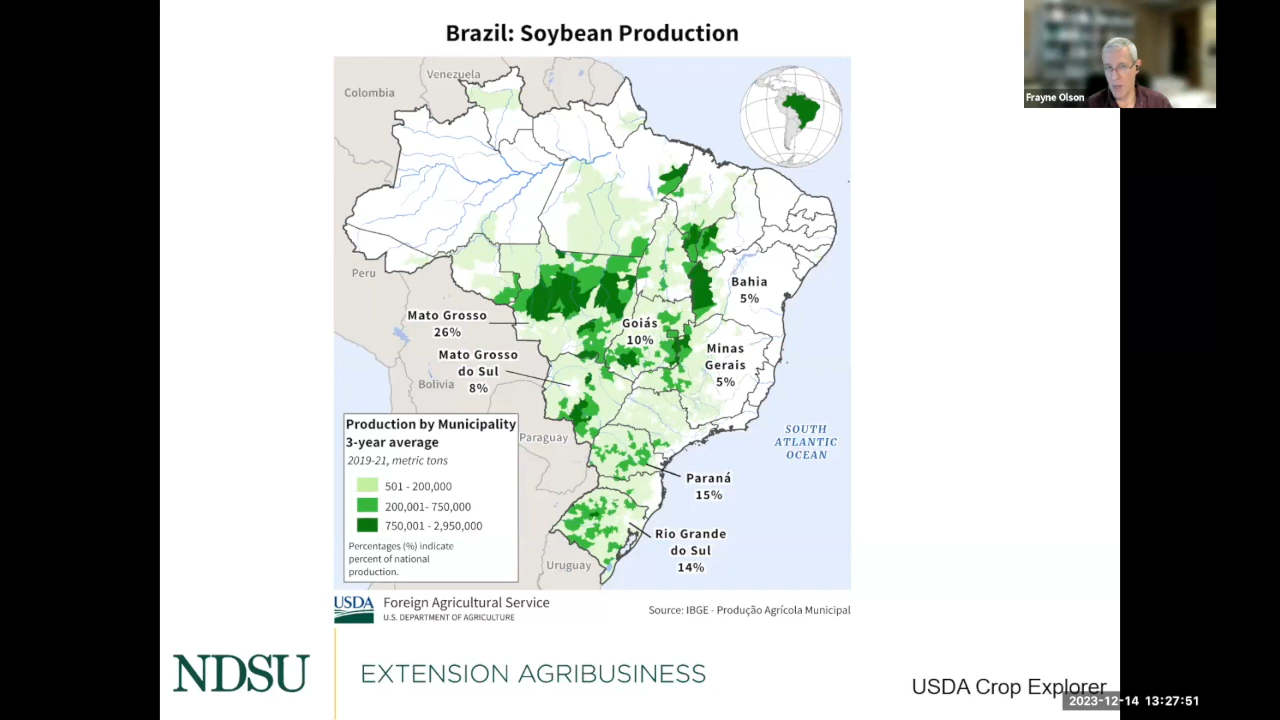 Brazil: Soybean Production
Frayne Olson
Venezuela
Colombia
Peru
Bahia
5%
Mato Grosso
26%
Goiás
10%
Mato Grosso
do Sul
8%
Minas
Gerais
5%
Bolivia
Production by Municipality
3-year average
2019-21, metric tons
501 - 200,000
200,001- 750,000
750,001 - 2,950,000
Percentages (%) indicate
percent of national
production.
Paraguay
SOUTH
ATLANTIC
OCEAN
Paraná
15%
Rio Grande
do Sul
14%
Uruguay
USDA
Foreign Agricultural Service
U.S. DEPARTMENT OF AGRICULTURE
Source: IBGE - Produção Agrícola Municipal
NDSU
EXTENSION AGRIBUSINESS
USDA Crop Explorer
2023-12-14 13:27:51